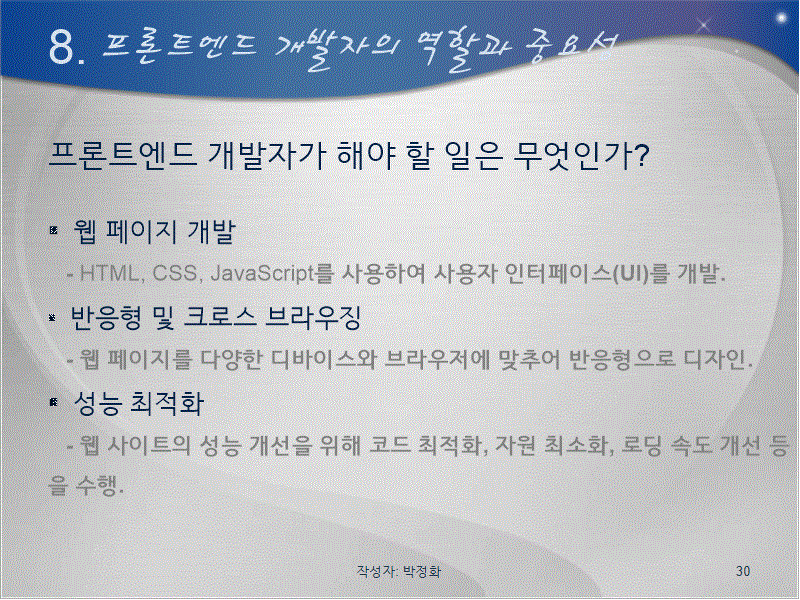 8. 프론트엔드 개발자의 역할과 중요성
프론트엔드 개발자가 해야 할 일은 무엇인가?
웹 페이지 개발
- HTML, CSS, JavaScript를 사용하여 사용자 인터페이스(UI)를 개발.
반응형 및 크로스 브라우징
- 웹 페이지를 다양한 디바이스와 브라우저에 맞추어 반응형으로 디자인.
성능 최적화
- 웹 사이트의 성능 개선을 위해 코드 최적화, 자원 최소화, 로딩 속도 개선 등
을 수행.
작성자: 박정화
30